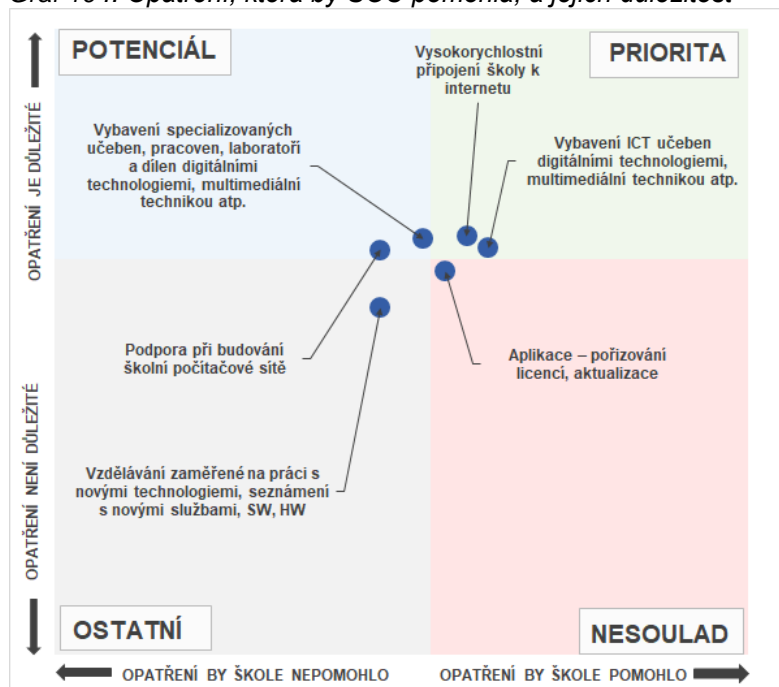 POTENCIÁL
Vysokorychlostní
připojení školy k
internetu
PRIORITA
Vybavení specializovaných
učeben, pracoven, laboratoří
a dílen digitálními
technologiemi, multimediální
technikou atp.
Vybavení ICT učeben
digitálními technologiemi,
multimediální technikou atp.
OPATŘENÍ JE DŮLEŽITÉ
Podpora při budování
školní počítačové sítě
Aplikace – pořizování
licencí, aktualizace
OPATŘENÍ NENÍ DŮLEŽITÉ
Vzdělávání zaměřené na práci s
novými technologiemi, seznámení
s novými službami, SW, HW
OSTATNÍ
NESOULAD
OPATŘENÍ BY ŠKOLE NEPOMOHLO
OPATŘENÍ BY ŠKOLE POMOHLO